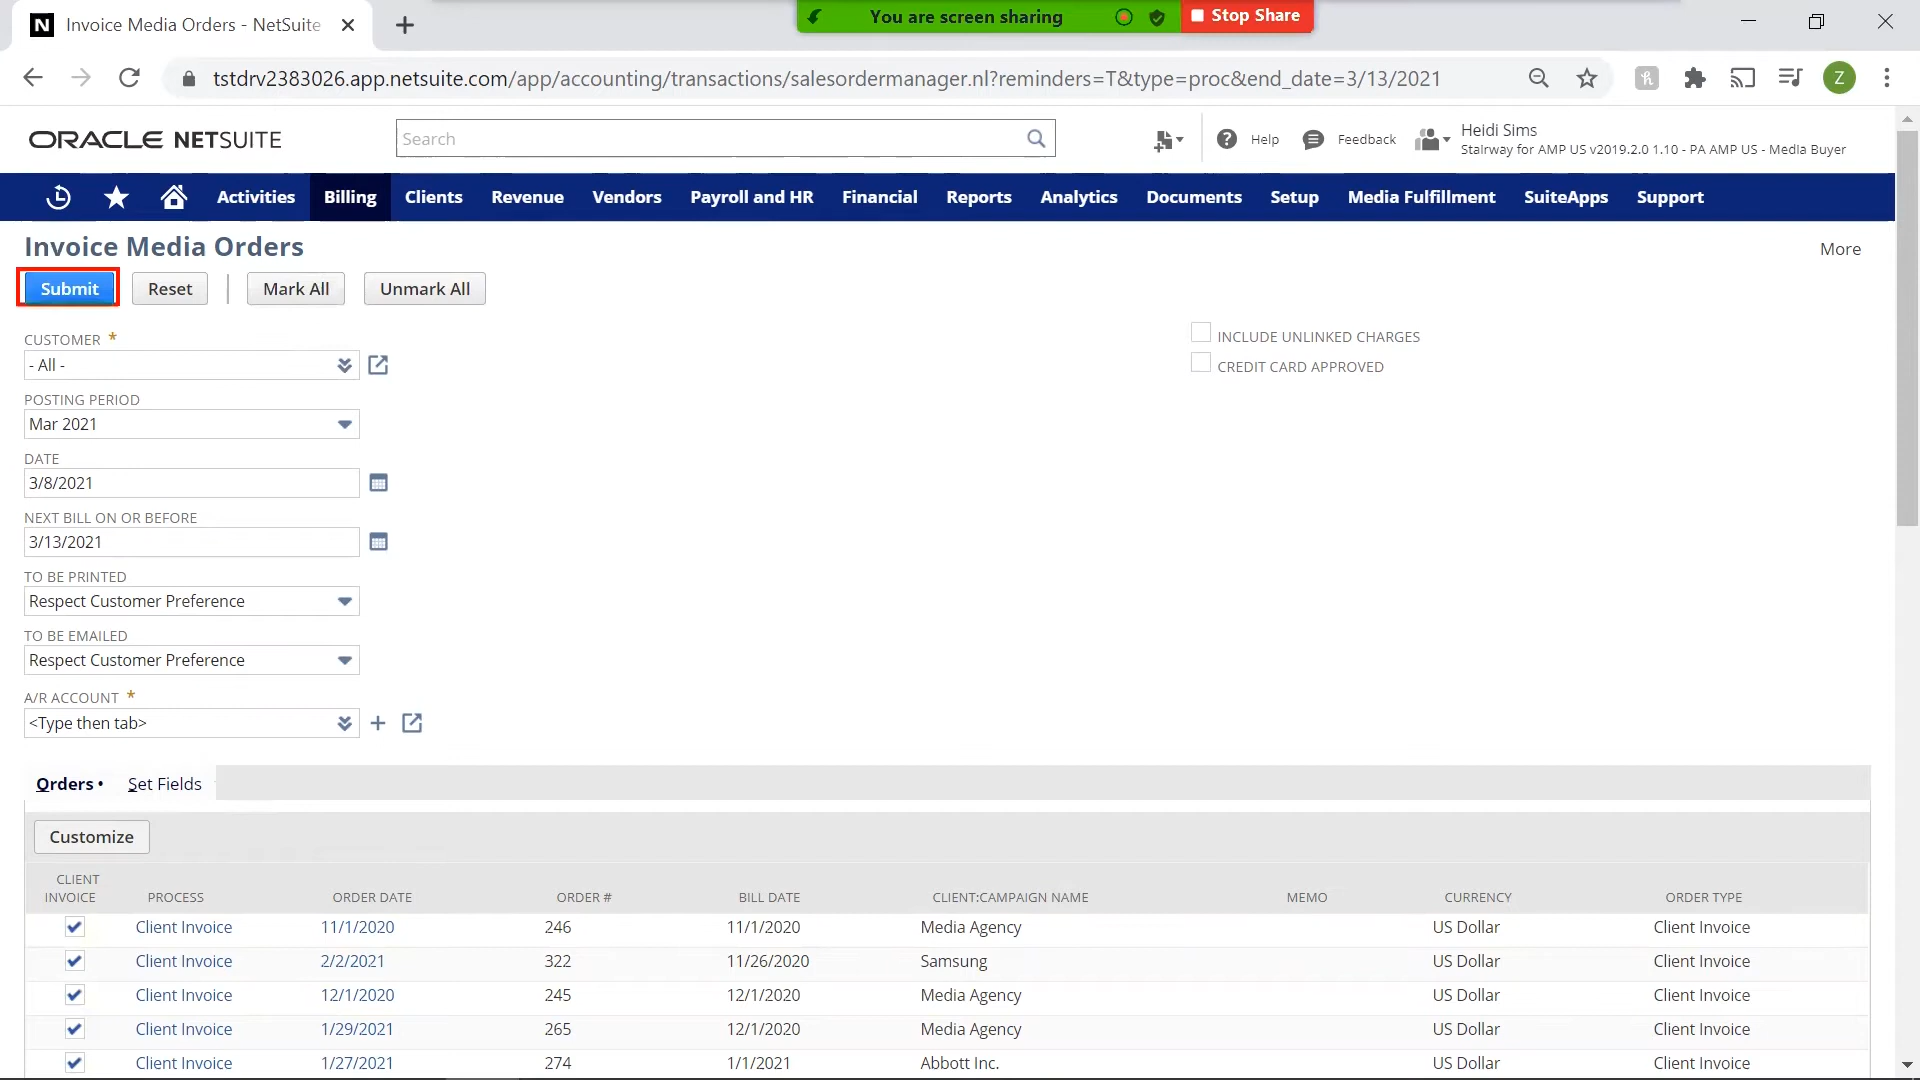 N Invoice Media Orders - NetSuite
You are screen sharing
Stop Share
tstdrv2383026.app.netsuite.com/app/accounting/transactions/salesordermanager.nl?reminders=T&type=proc&end_date=3/13/2021
h
Z
ORACLE NETSUITE
Search
Help
Feedback
Heidi Sims
Stairway for AMP US v2019.2.0 1.10 - PA AMP US - Media Buyer
Activities Billing Clients Revenue Vendors Payroll and HR Financial Reports Analytics Documents Setup Media Fulfillment SuiteApps Support
Invoice Media Orders
More
Submit Reset Mark All Unmark All
CUSTOMER *
- All -
INCLUDE UNLINKED CHARGES
CREDIT CARD APPROVED
POSTING PERIOD
Mar 2021
DATE
3/8/2021
NEXT BILL ON OR BEFORE
3/13/2021
TO BE PRINTED
Respect Customer Preference
TO BE EMAILED
Respect Customer Preference
A/R ACCOUNT *
<Type then tab>
Orders • Set Fields
Customize
CLIENT INVOICE PROCESS ORDER DATE ORDER # BILL DATE CLIENT:CAMPAIGN NAME MEMO CURRENCY ORDER TYPE
Client Invoice 11/1/2020 246 11/1/2020 Media Agency US Dollar Client Invoice
Client Invoice 2/2/2021 322 11/26/2020 Samsung US Dollar Client Invoice
Client Invoice 12/1/2020 245 12/1/2020 Media Agency US Dollar Client Invoice
Client Invoice 1/29/2021 265 12/1/2020 Media Agency US Dollar Client Invoice
Client Invoice 1/27/2021 274 1/1/2021 Abbott Inc. US Dollar Client Invoice